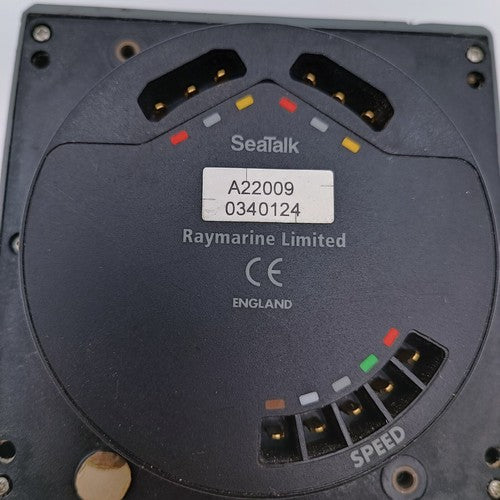 SeaTalk
A22009
0340124
Raymarine Limited
CE
ENGLAND
SPEED